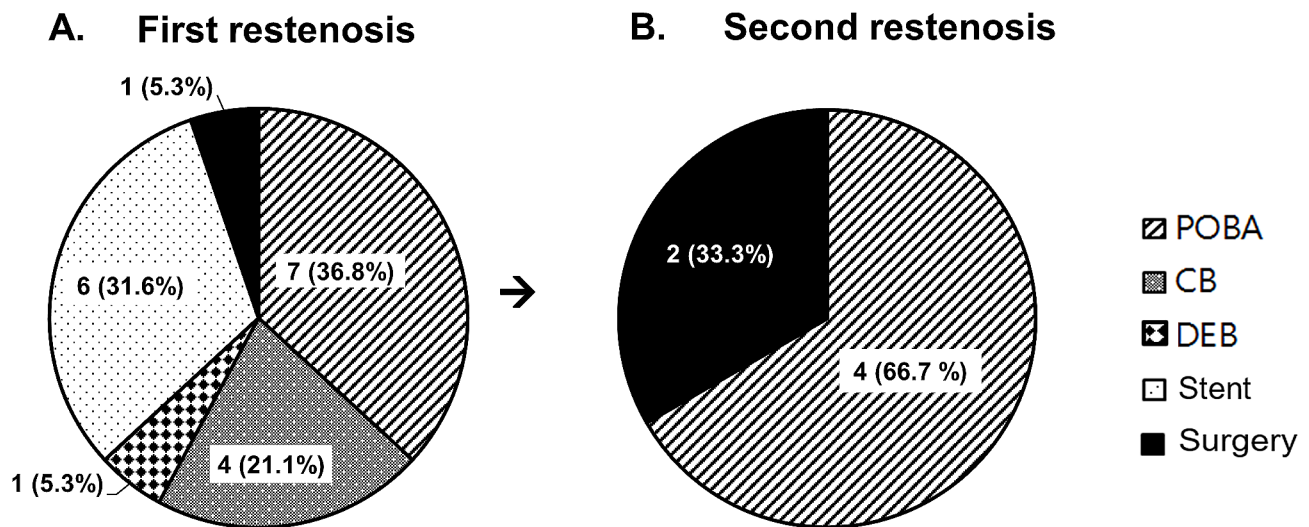 A. First restenosis
B. Second restenosis
1 (5.3%)
7 (36.8%)
6 (31.6%)
4 (21.1%)
1 (5.3%)
→
2 (33.3%)
4 (66.7 %)
POBA
CB
DEB
Stent
Surgery